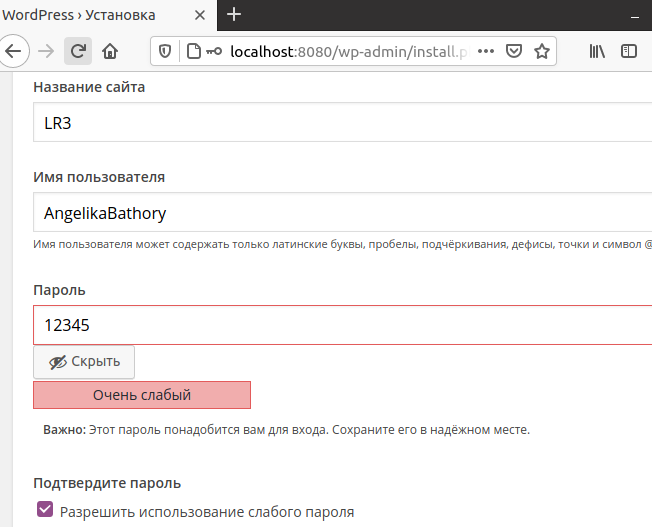 WordPress › Установка
localhost:8080/wp-admin/install.p
Название сайта
LR3
Имя пользователя
AngelikaBathory
Имя пользователя может содержать только латинские буквы, пробелы, подчёркивания, дефисы, точки и символ @
Пароль
12345
Скрыть
Очень слабый
Важно: Этот пароль понадобится вам для входа. Сохраните его в надёжном месте.
Подтвердите пароль
Разрешить использование слабого пароля